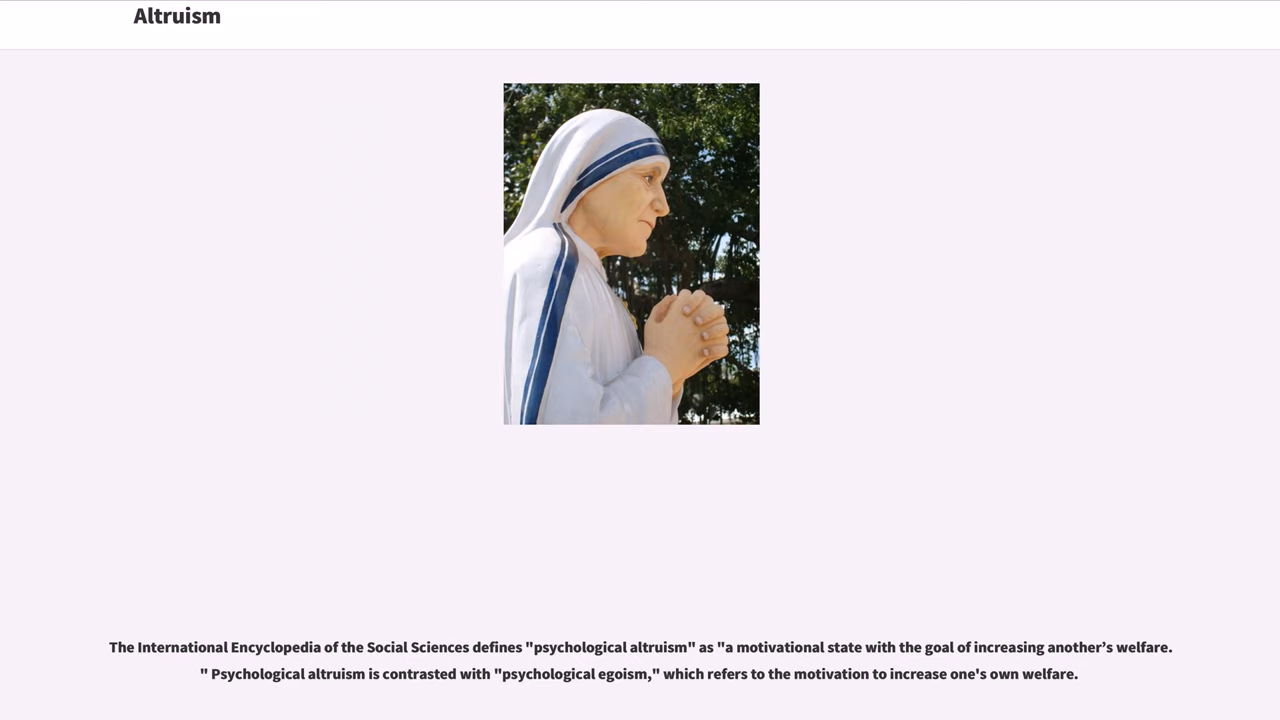 Altruism
The International Encyclopedia of the Social Sciences defines "psychological altruism" as "a motivational state with the goal of increasing another’s welfare.
" Psychological altruism is contrasted with "psychological egoism," which refers to the motivation to increase one's own welfare.